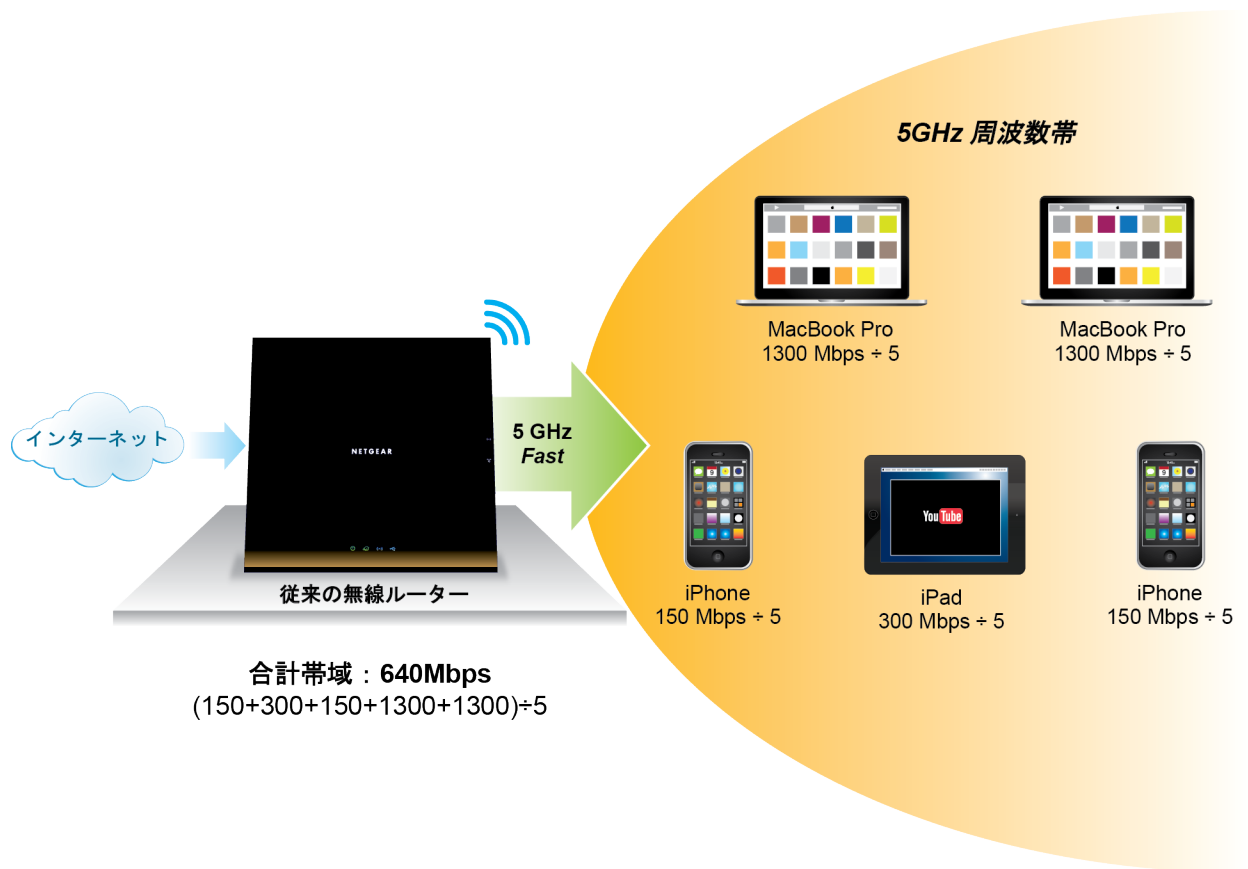 5GHz 周波数帯
MacBook Pro
1300 Mbps ÷ 5
MacBook Pro
1300 Mbps ÷ 5
インターネット
NETGEAR
5 GHz
Fast
YouTube
iPhone
150 Mbps ÷ 5
iPad
300 Mbps ÷ 5
iPhone
150 Mbps ÷ 5
従来の無線ルーター
合計帯域：640Mbps
(150+300+150+1300+1300)÷5